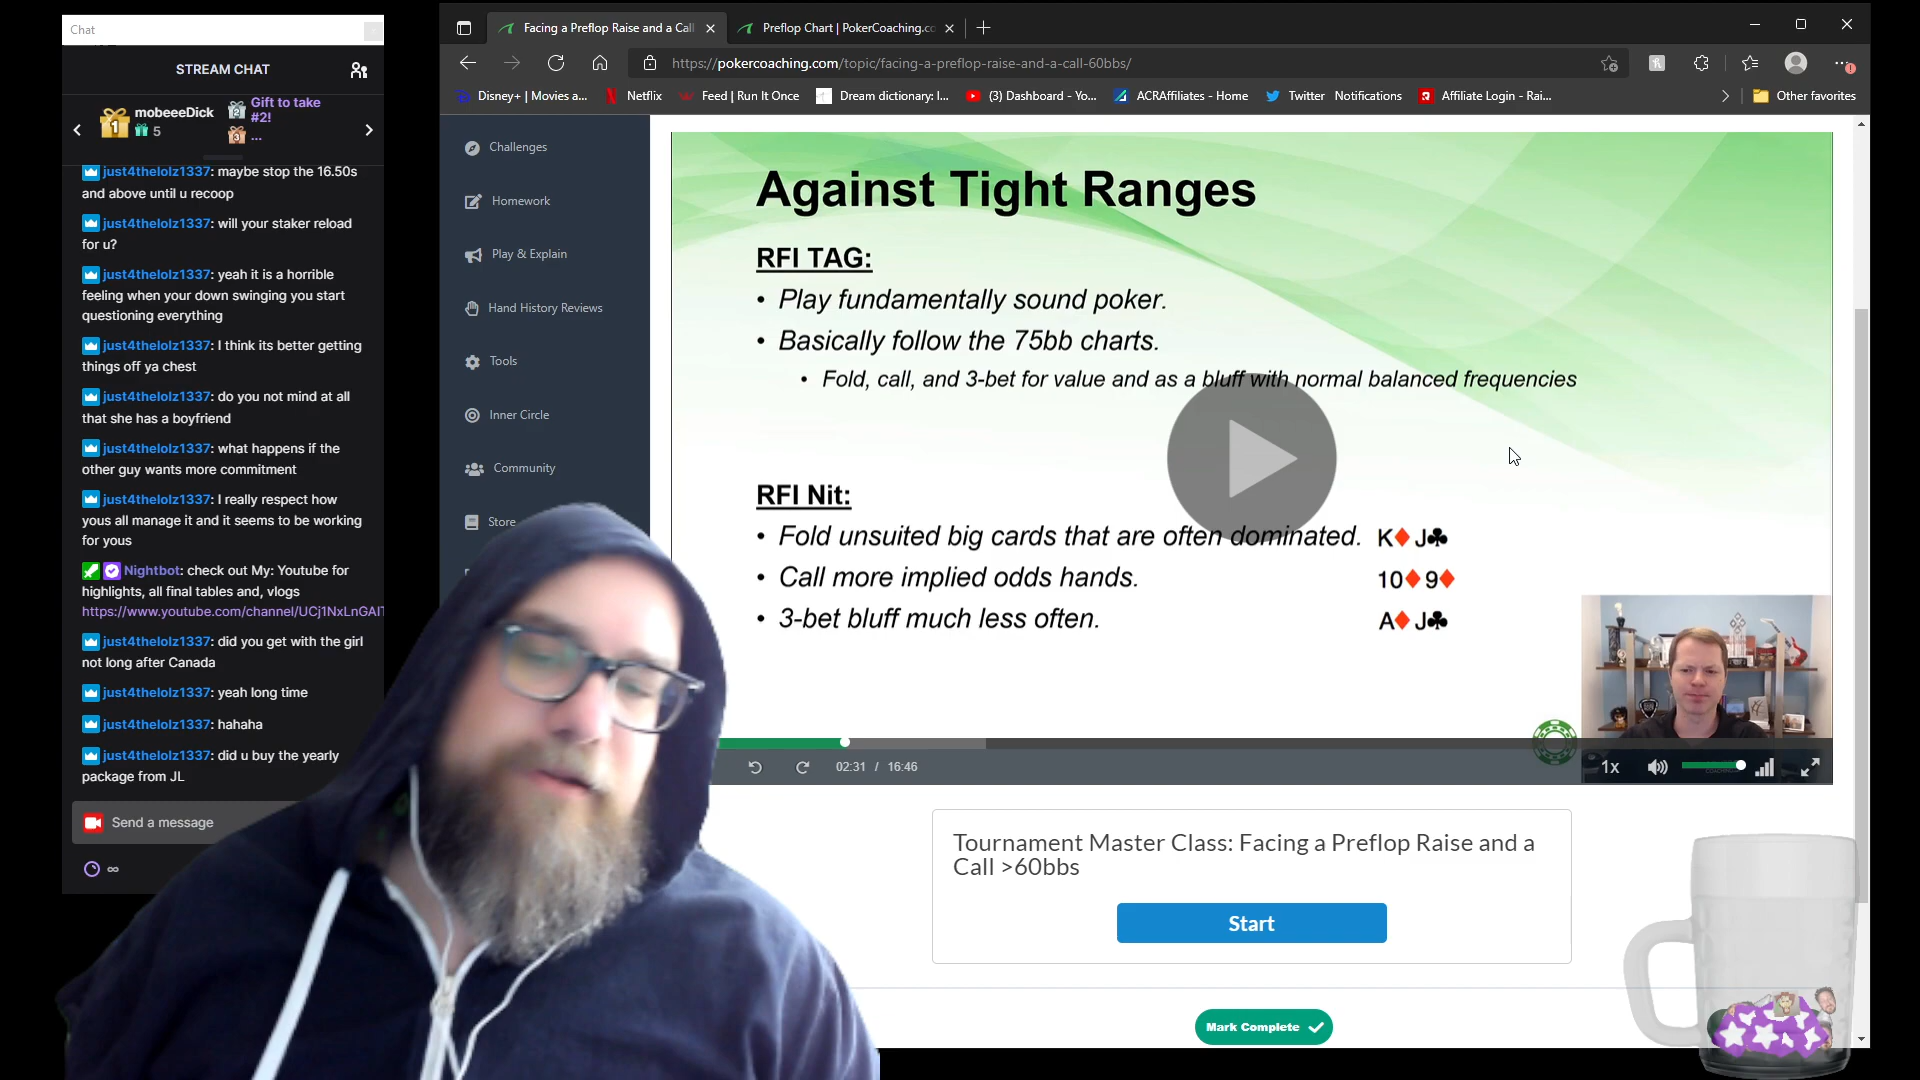 Chat
STREAM CHAT
mobeeeDick
5
Gift to take
#2!
...
just4thelolz1337: maybe stop the 16.50s
and above until u recoop
just4thelolz1337: will your staker reload
for u?
just4thelolz1337: yeah it is a horrible
feeling when your down swinging you start
questioning everything
just4thelolz1337: I think its better getting
things off ya chest
just4thelolz1337: do you not mind at all
that she has a boyfriend
just4thelolz1337: what happens if the
other guy wants more commitment
just4thelolz1337: I really respect how
yous all manage it and it seems to be working
for yous
Nightbot: check out My: Youtube for
highlights, all final tables and, vlogs
https://www.youtube.com/channel/UCj1NxLnGAIT
just4thelolz1337: did you get with the girl
not long after Canada
just4thelolz1337: yeah long time
just4thelolz1337: hahaha
just4thelolz1337: did u buy the yearly
package from JL
Send a message
∞
Facing a Preflop Raise and a Call
Preflop Chart | PokerCoaching.co
https://pokercoaching.com/topic/facing-a-preflop-raise-and-a-call-60bbs/
Disney+ | Movies a...
Netflix
Feed | Run It Once
Dream dictionary: I...
(3) Dashboard - Yo...
ACRAffiliates - Home
Twitter
Notifications
Affiliate Login - Rai...
Other favorites
Challenges
Homework
Play & Explain
Hand History Reviews
Tools
Inner Circle
Community
Store
Against Tight Ranges
RFI TAG:
• Play fundamentally sound poker.
• Basically follow the 75bb charts.
• Fold, call, and 3-bet for value and as a bluff with normal balanced frequencies
RFI Nit:
• Fold unsuited big cards that are often dominated. K♦ J♣
• Call more implied odds hands. 10♦ 9♦
• 3-bet bluff much less often. A♦ J♣
02:31 / 16:46
1x
Tournament Master Class: Facing a Preflop Raise and a
Call >60bbs
Start
Mark Complete